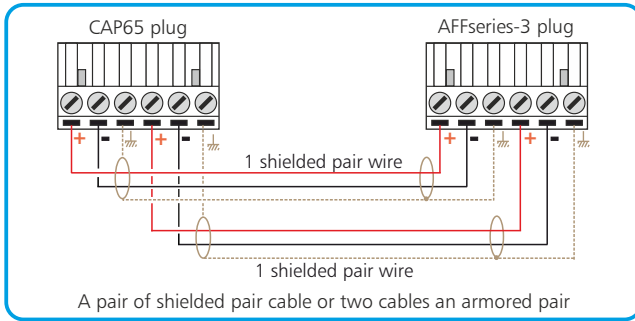 CAP65 plug
AFFseries-3 plug
+ - + -
+ - + -
1 shielded pair wire
1 shielded pair wire
A pair of shielded pair cable or two cables an armored pair